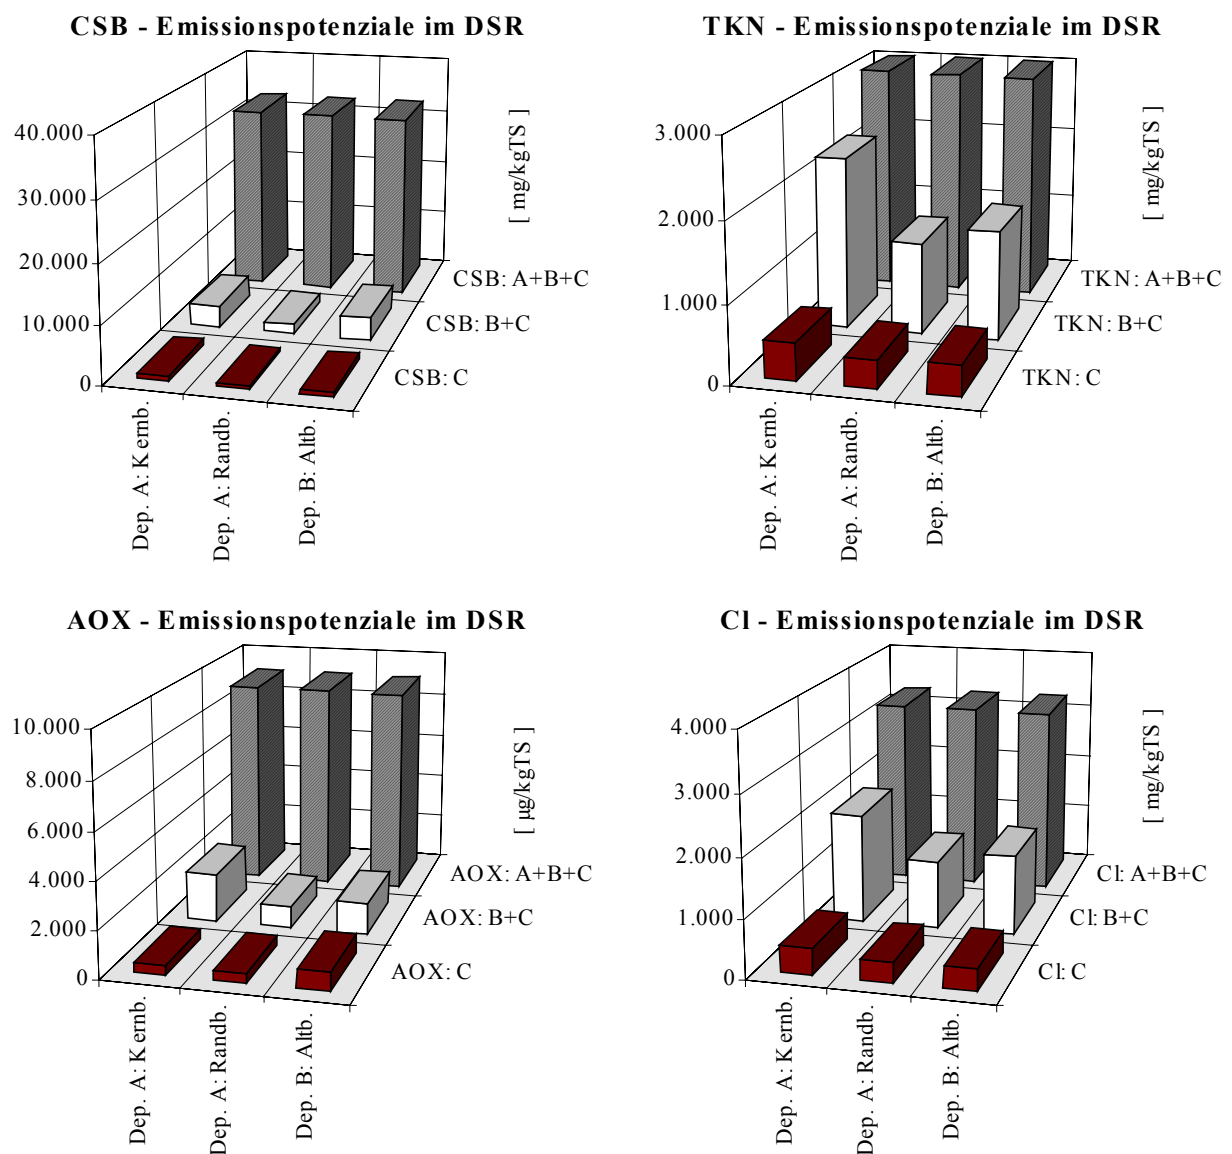 CSB - Emissionspotenziale im DSR
40.000
30.000
20.000
10.000
0
[ mg/kgTS ]
CSB: A+B+C
CSB: B+C
CSB: C
Dep. A: Kernb.
Dep. A: Randb.
Dep. B: Altb.
TKN - Emissionspotenziale im DSR
3.000
2.000
1.000
0
[ mg/kgTS ]
TKN: A+B+C
TKN: B+C
TKN: C
Dep. A: Kernb.
Dep. A: Randb.
Dep. B: Altb.
AOX - Emissionspotenziale im DSR
10.000
8.000
6.000
4.000
2.000
0
[ µg/kgTS ]
AOX: A+B+C
AOX: B+C
AOX: C
Dep. A: Kernb.
Dep. A: Randb.
Dep. B: Altb.
Cl - Emissionspotenziale im DSR
4.000
3.000
2.000
1.000
0
[ mg/kgTS ]
Cl: A+B+C
Cl: B+C
Cl: C
Dep. A: Kernb.
Dep. A: Randb.
Dep. B: Altb.